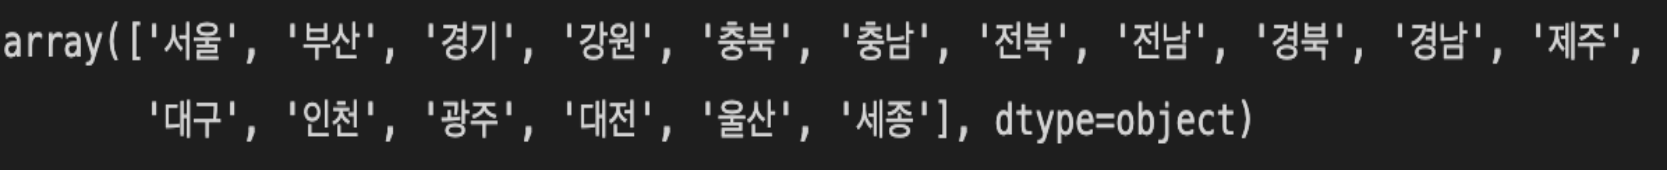 array(['서울', '부산', '경기', '강원', '충북', '충남', '전북', '전남', '경북', '경남', '제주',
'대구', '인천', '광주', '대전', '울산', '세종'], dtype=object)